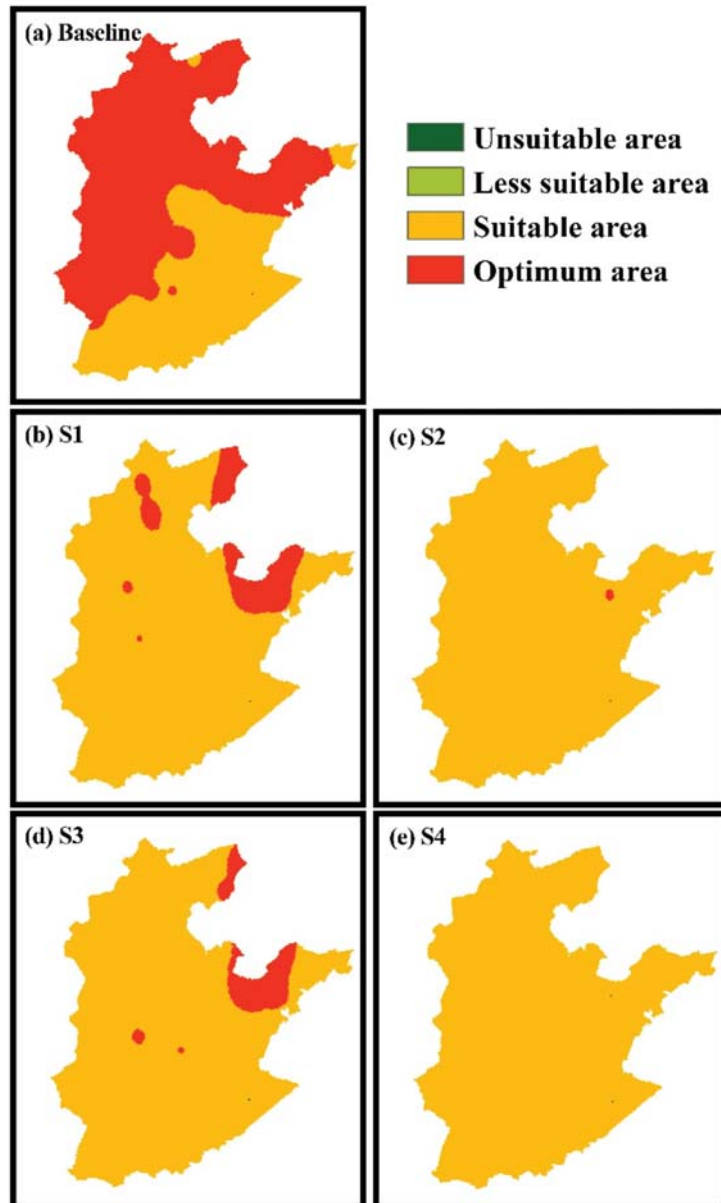 (a) Baseline
Unsuitable area
Less suitable area
Suitable area
Optimum area
(b) S1
(c) S2
(d) S3
(e) S4